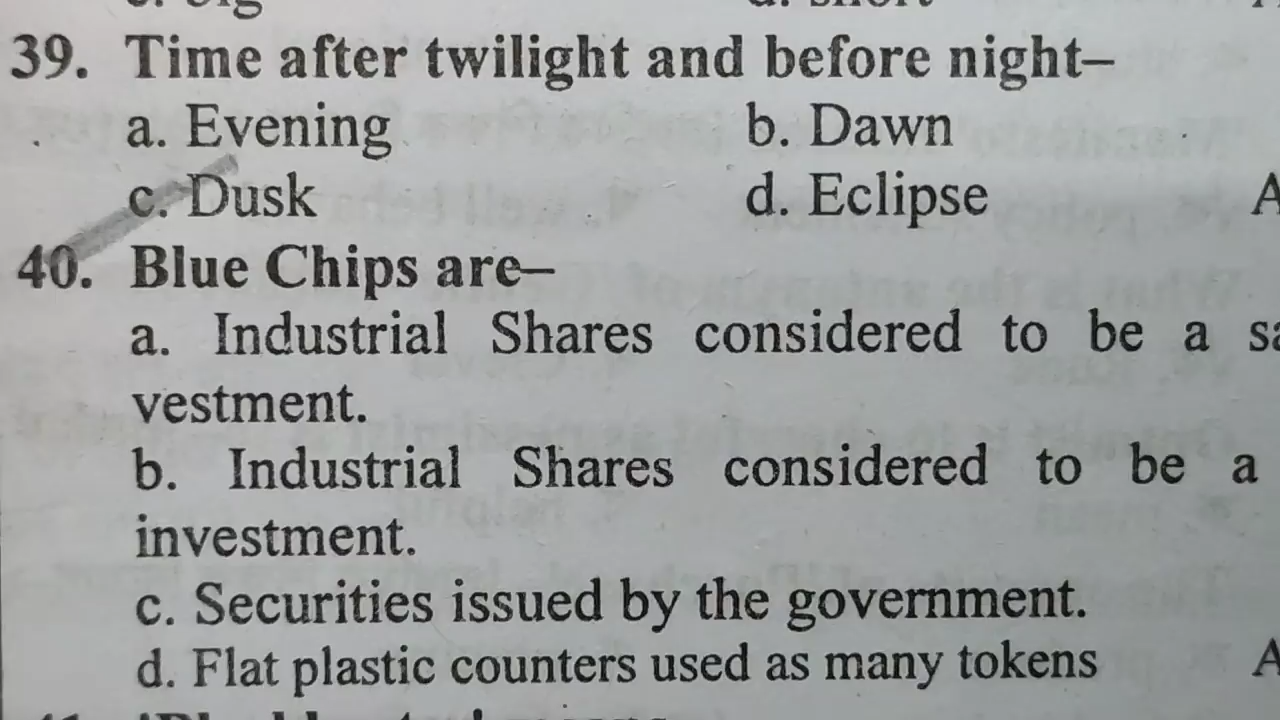 39. Time after twilight and before night–
a. Evening b. Dawn
c. Dusk d. Eclipse A
40. Blue Chips are–
a. Industrial Shares considered to be a sa
vestment.
b. Industrial Shares considered to be a
investment.
c. Securities issued by the government.
d. Flat plastic counters used as many tokens A